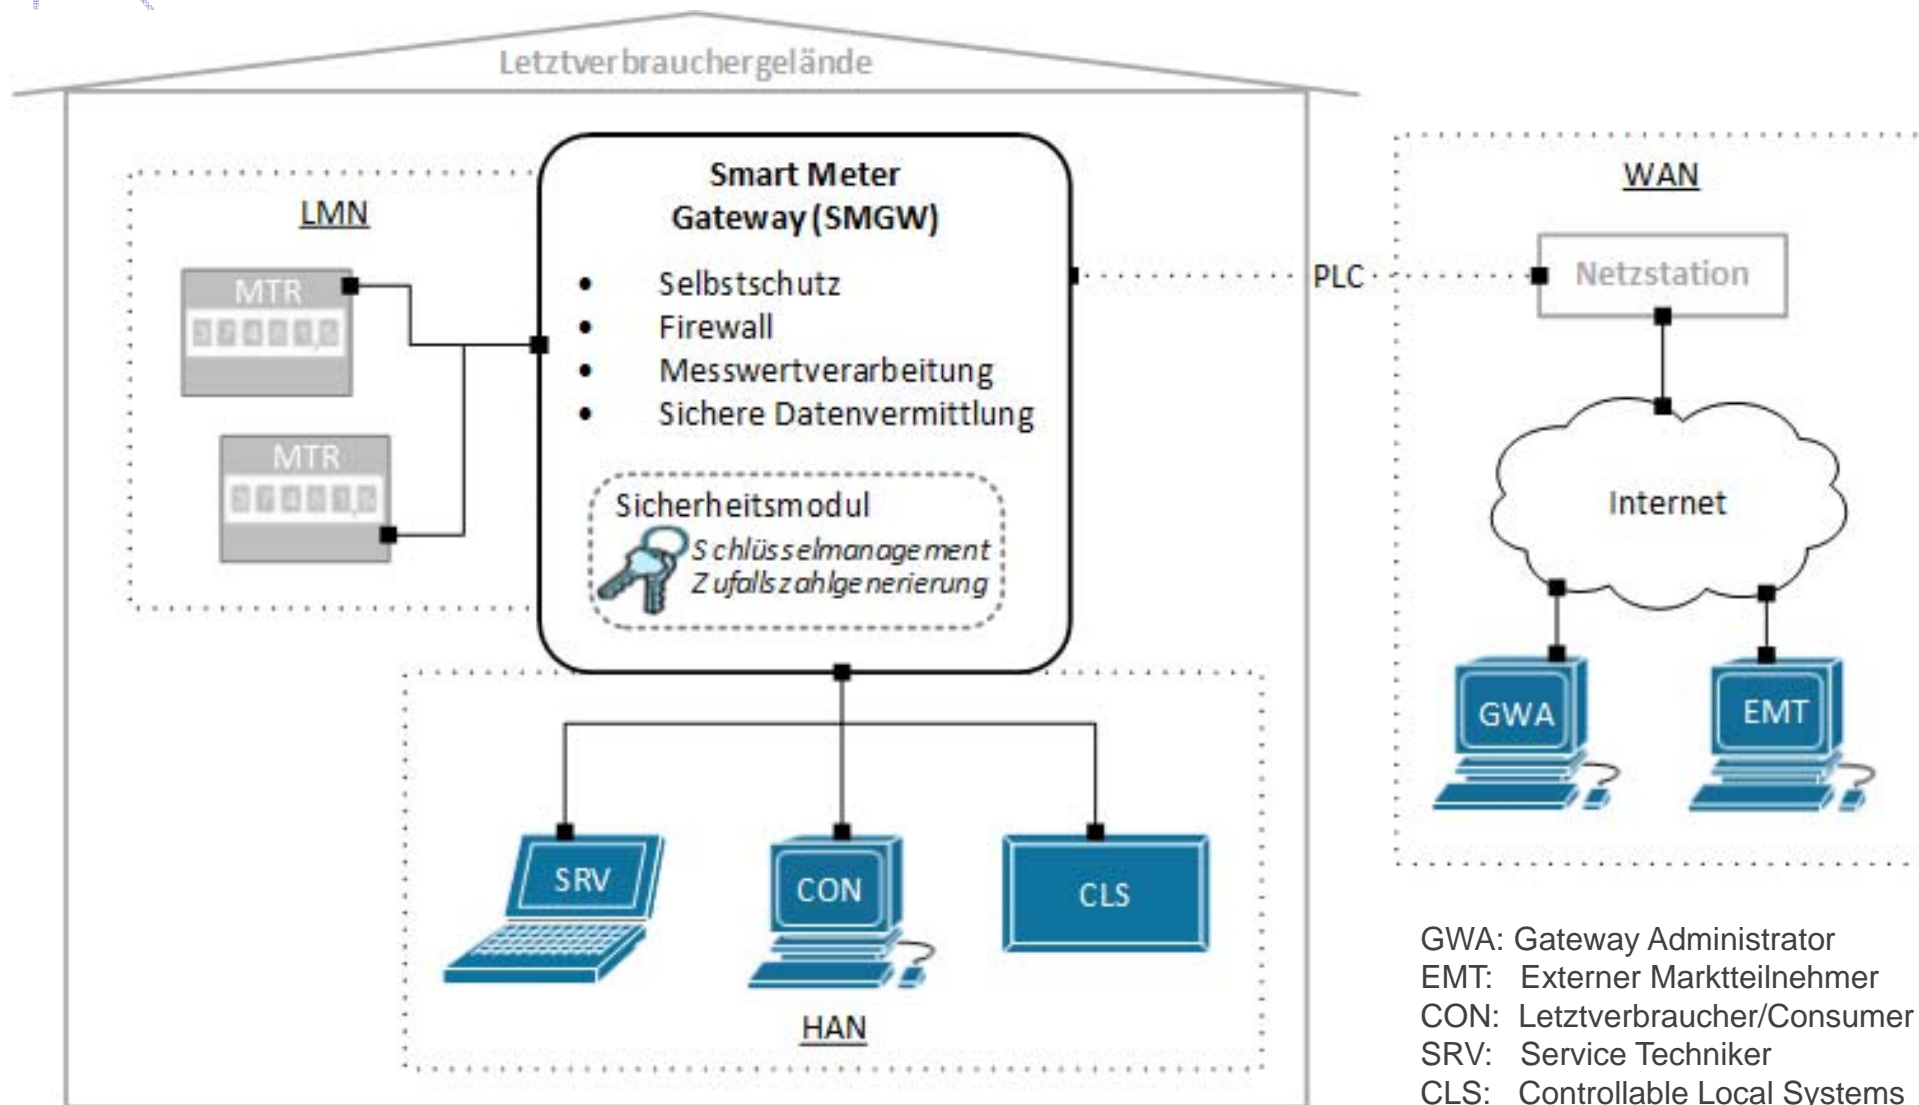 Letztverbrauchergelände
LMN
MTR
MTR
Smart Meter
Gateway (SMGW)
• Selbstschutz
• Firewall
• Messwertverarbeitung
• Sichere Datenvermittlung
Sicherheitsmodul
Schlüsselmanagement
Zufallszahlgenerierung
PLC
WAN
Netzstation
Internet
GWA
EMT
SRV
CON
CLS
HAN
GWA: Gateway Administrator
EMT: Externer Marktteilnehmer
CON: Letztverbraucher/Consumer
SRV: Service Techniker
CLS: Controllable Local Systems